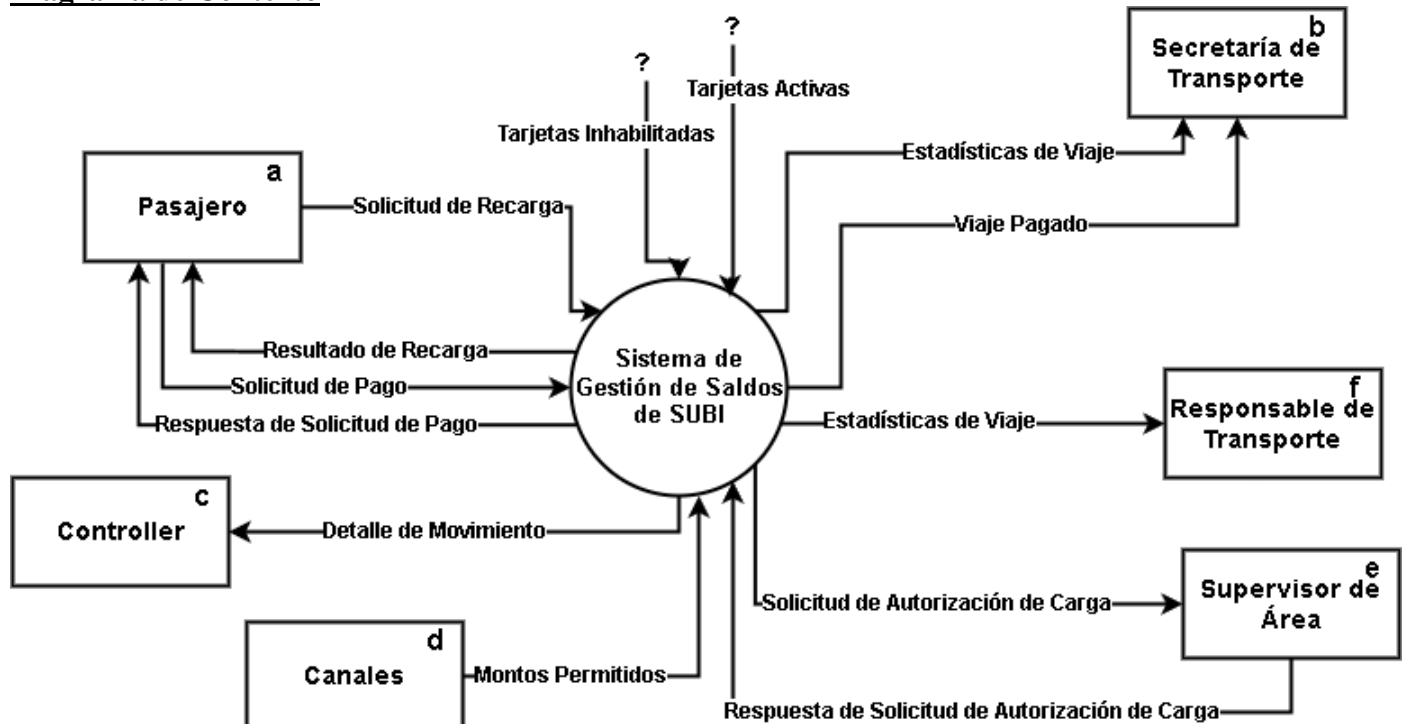 ?
?
b
Secretaría de
Transporte
Tarjetas Activas
Tarjetas Inhabilitadas
Estadísticas de Viaje
a
Pasajero
Solicitud de Recarga
Viaje Pagado
Resultado de Recarga
Solicitud de Pago
Respuesta de Solicitud de Pago
Sistema de
Gestión de Saldos
de SUBI
f
Responsable de
Transporte
Estadísticas de Viaje
c
Controller
Detalle de Movimiento
e
Supervisor de
Área
Solicitud de Autorización de Carga
d
Canales
Montos Permitidos
Respuesta de Solicitud de Autorización de Carga